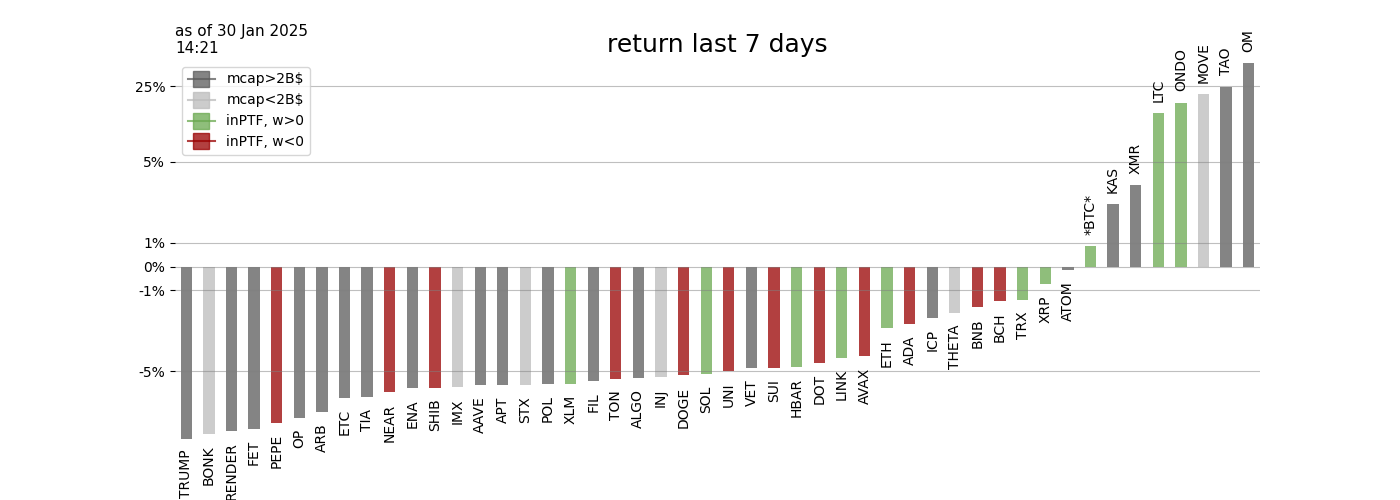 as of 30 Jan 2025
14:21
return last 7 days
mcap>2B$
mcap<2B$
inPTF, w>0
inPTF, w<0
25%
5%
1%
0%
-1%
-5%
TRUMP
BONK
RENDER
FET
PEPE
OP
ARB
ETC
TIA
NEAR
ENA
SHIB
IMX
AAVE
APT
STX
POL
XLM
FIL
TON
ALGO
INJ
DOGE
SOL
UNI
VET
SUI
HBAR
DOT
LINK
AVAX
ETH
ADA
ICP
THETA
BNB
BCH
TRX
XRP
ATOM
*BTC*
KAS
XMR
LTC
ONDO
MOVE
TAO
OM